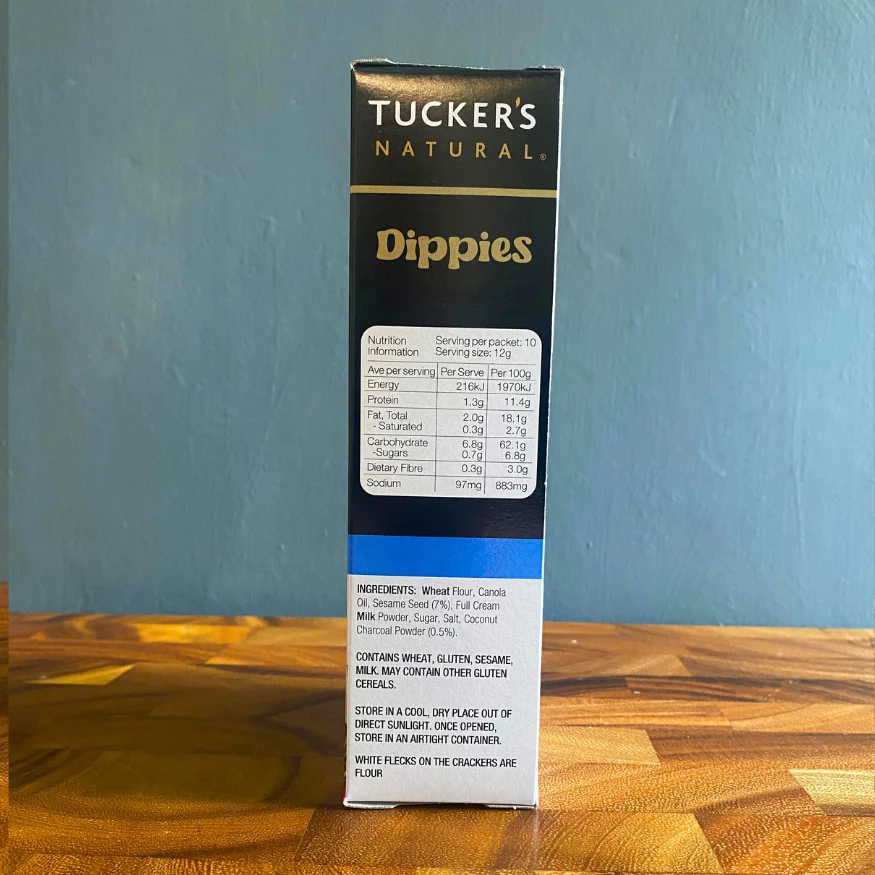 TUCKER'S
NATURAL®
Dippies
Nutrition Information Serving per packet: 10
Serving size: 12g
Ave per serving Per Serve Per 100g
Energy 216kJ 1970kJ
Protein 1.3g 11.4g
Fat, Total 2.0g 18.1g
- Saturated 0.3g 2.7g
Carbohydrate 6.8g 62.1g
-Sugars 0.7g 6.8g
Dietary Fibre 0.3g 3.0g
Sodium 97mg 883mg
INGREDIENTS: Wheat Flour, Canola
Oil, Sesame Seed (7%), Full Cream
Milk Powder, Sugar, Salt, Coconut
Charcoal Powder (0.5%).
CONTAINS WHEAT, GLUTEN, SESAME,
MILK. MAY CONTAIN OTHER GLUTEN
CEREALS.
STORE IN A COOL, DRY PLACE OUT OF
DIRECT SUNLIGHT. ONCE OPENED,
STORE IN AN AIRTIGHT CONTAINER.
WHITE FLECKS ON THE CRACKERS ARE
FLOUR